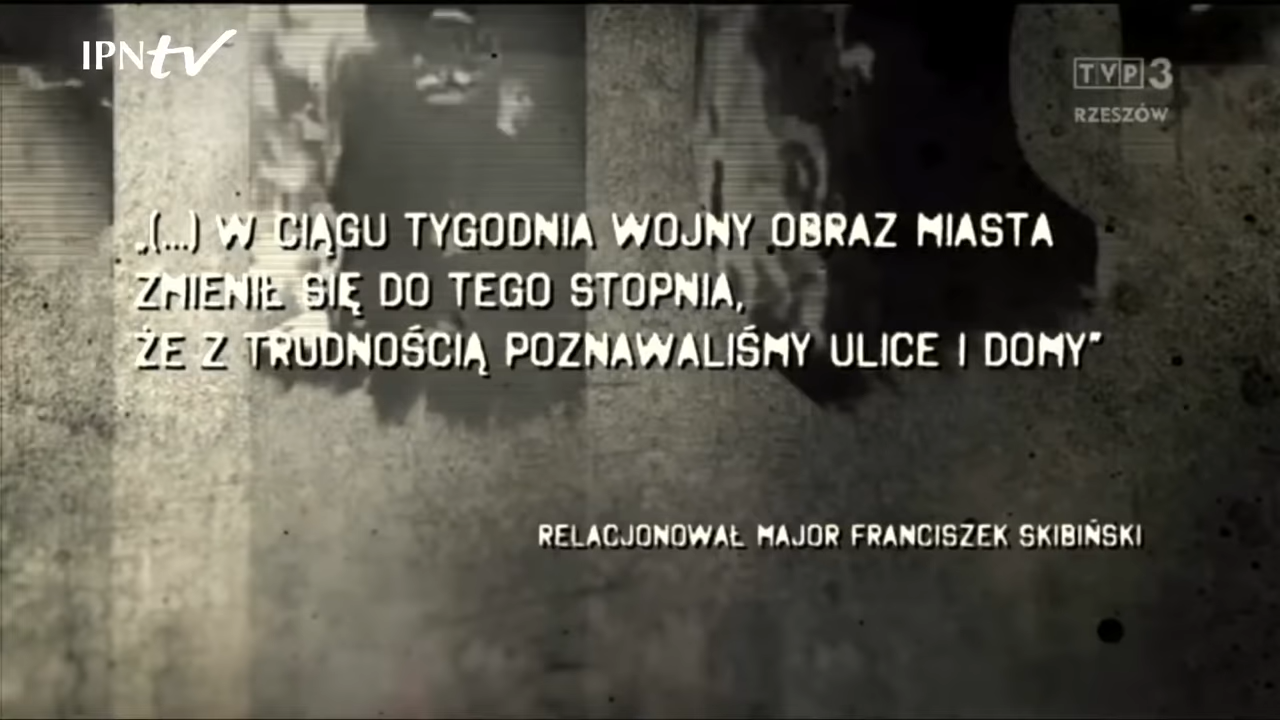 IPNtv
TVP3
RZESZÓW
„(...) W CIĄGU TYGODNIA WOJNY OBRAZ MIASTA
ZMIENIŁ SIĘ DO TEGO STOPNIA,
ŻE Z TRUDNOŚCIĄ POZNAWALIŚMY ULICE I DOMY"
RELACJONOWAŁ MAJOR FRANCISZEK SKIBIŃSKI